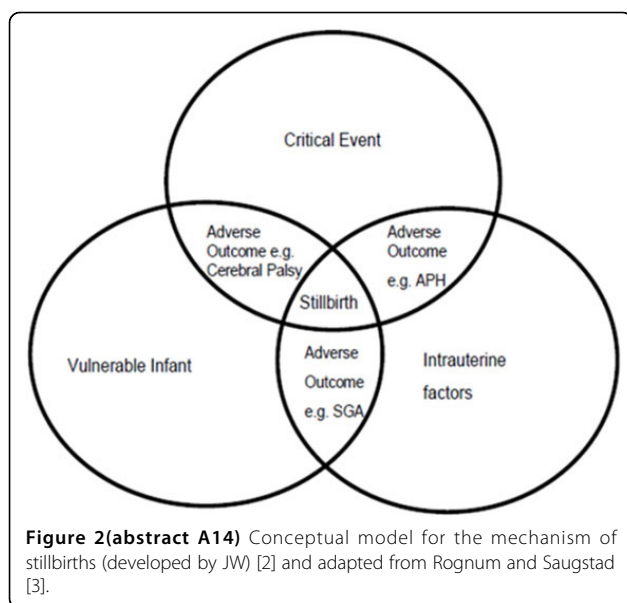 Critical Event
Adverse
Outcome e.g.
Cerebral Palsy
Adverse
Outcome
e.g. APH
Stillbirth
Vulnerable Infant
Adverse
Outcome
e.g. SGA
Intrauterine
factors
Figure 2(abstract A14) Conceptual model for the mechanism of
stillbirths (developed by JW) [2] and adapted from Rognum and Saugstad
[3].